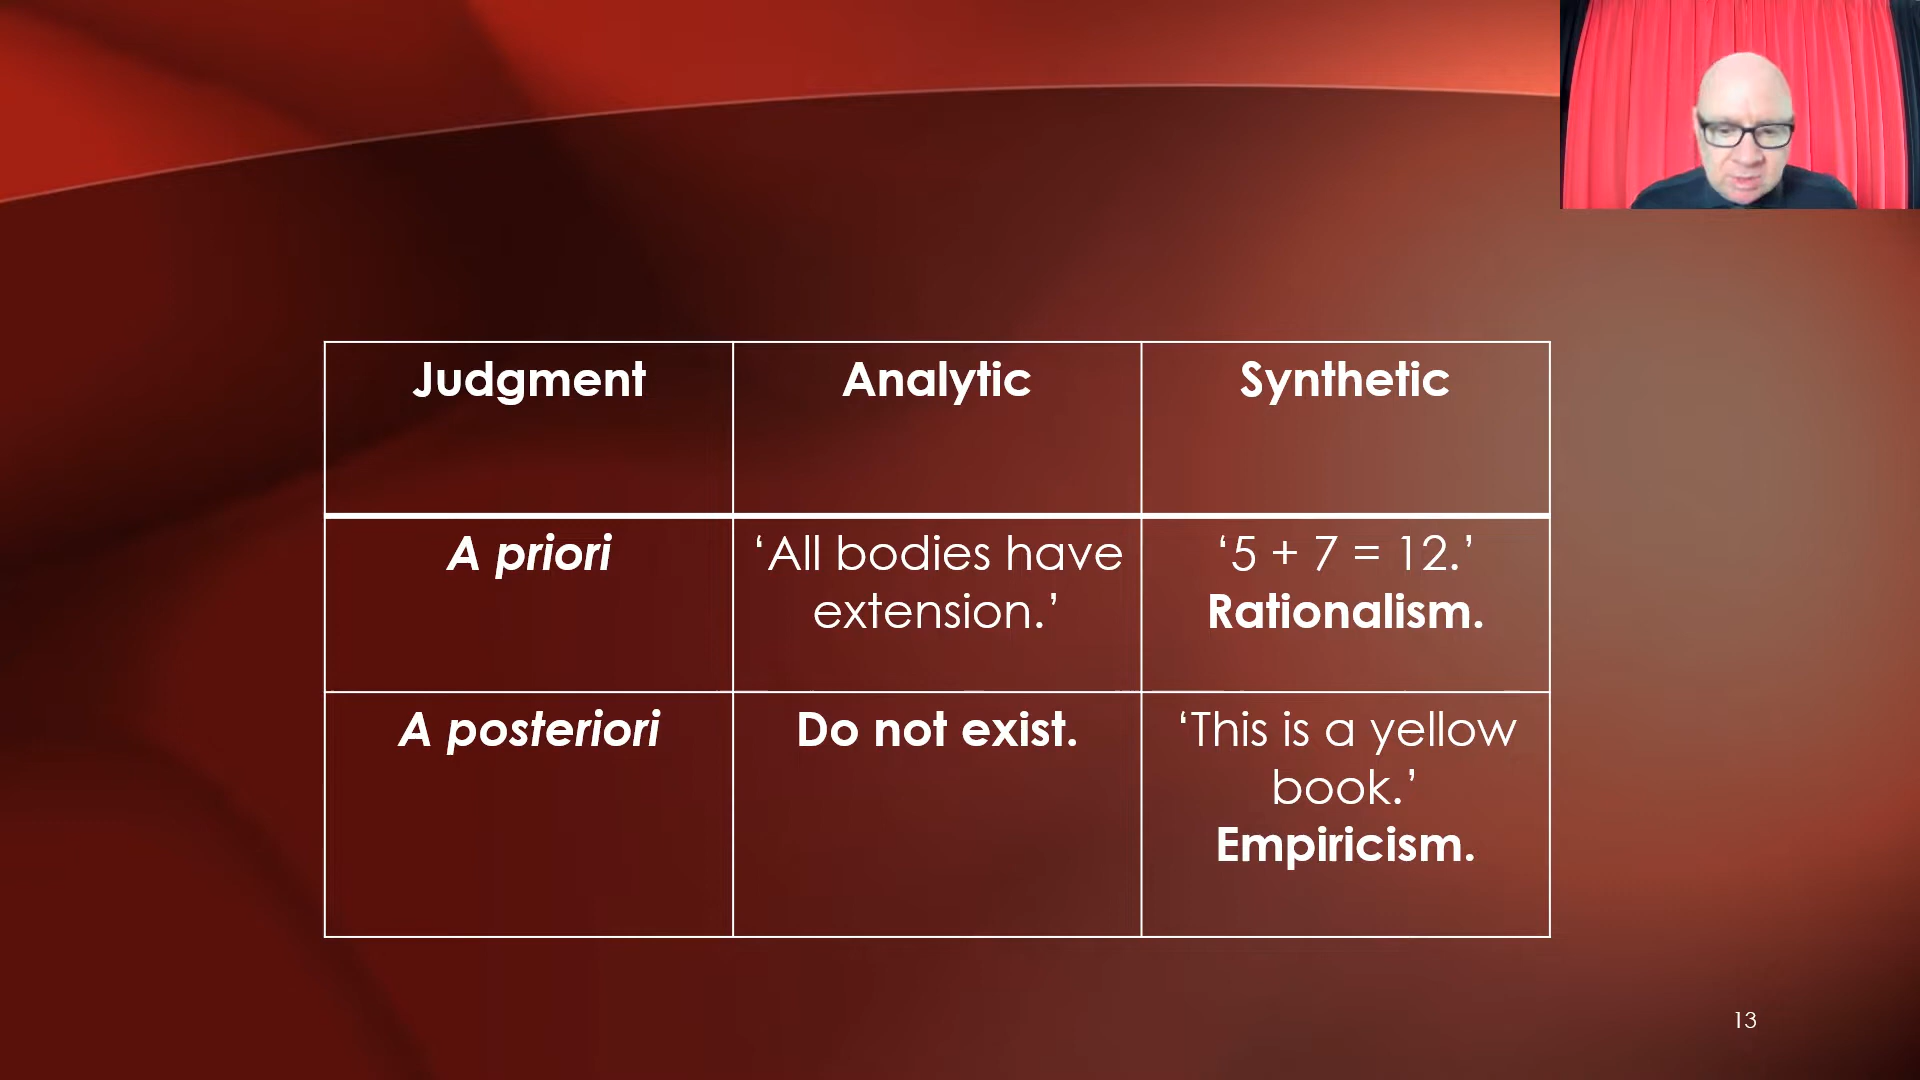 Judgment
Analytic
Synthetic
A priori
‘All bodies have
extension.’
‘5 + 7 = 12.’
Rationalism.
A posteriori
Do not exist.
‘This is a yellow
book.’
Empiricism.
13